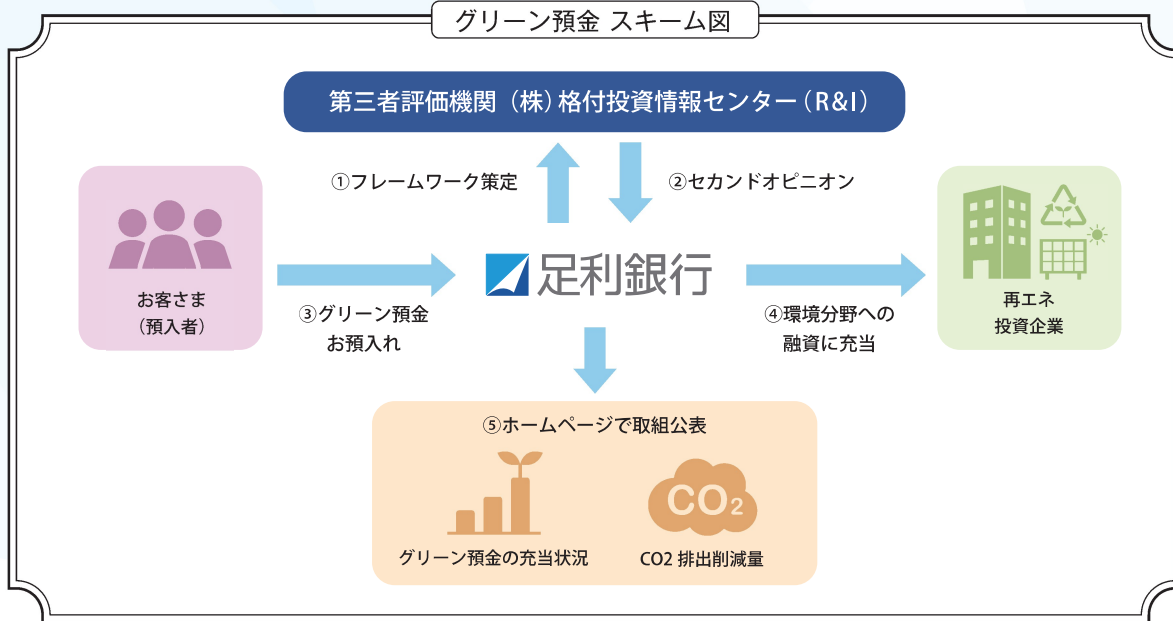 グリーン預金 スキーム図
第三者評価機関（株）格付投資情報センター（R&I）
①フレームワーク策定
②セカンドオピニオン
お客さま
（預入者）
③グリーン預金
お預入れ
足利銀行
④環境分野への
融資に充当
再エネ
投資企業
⑤ホームページで取組公表
CO2
グリーン預金の充当状況
CO2 排出削減量